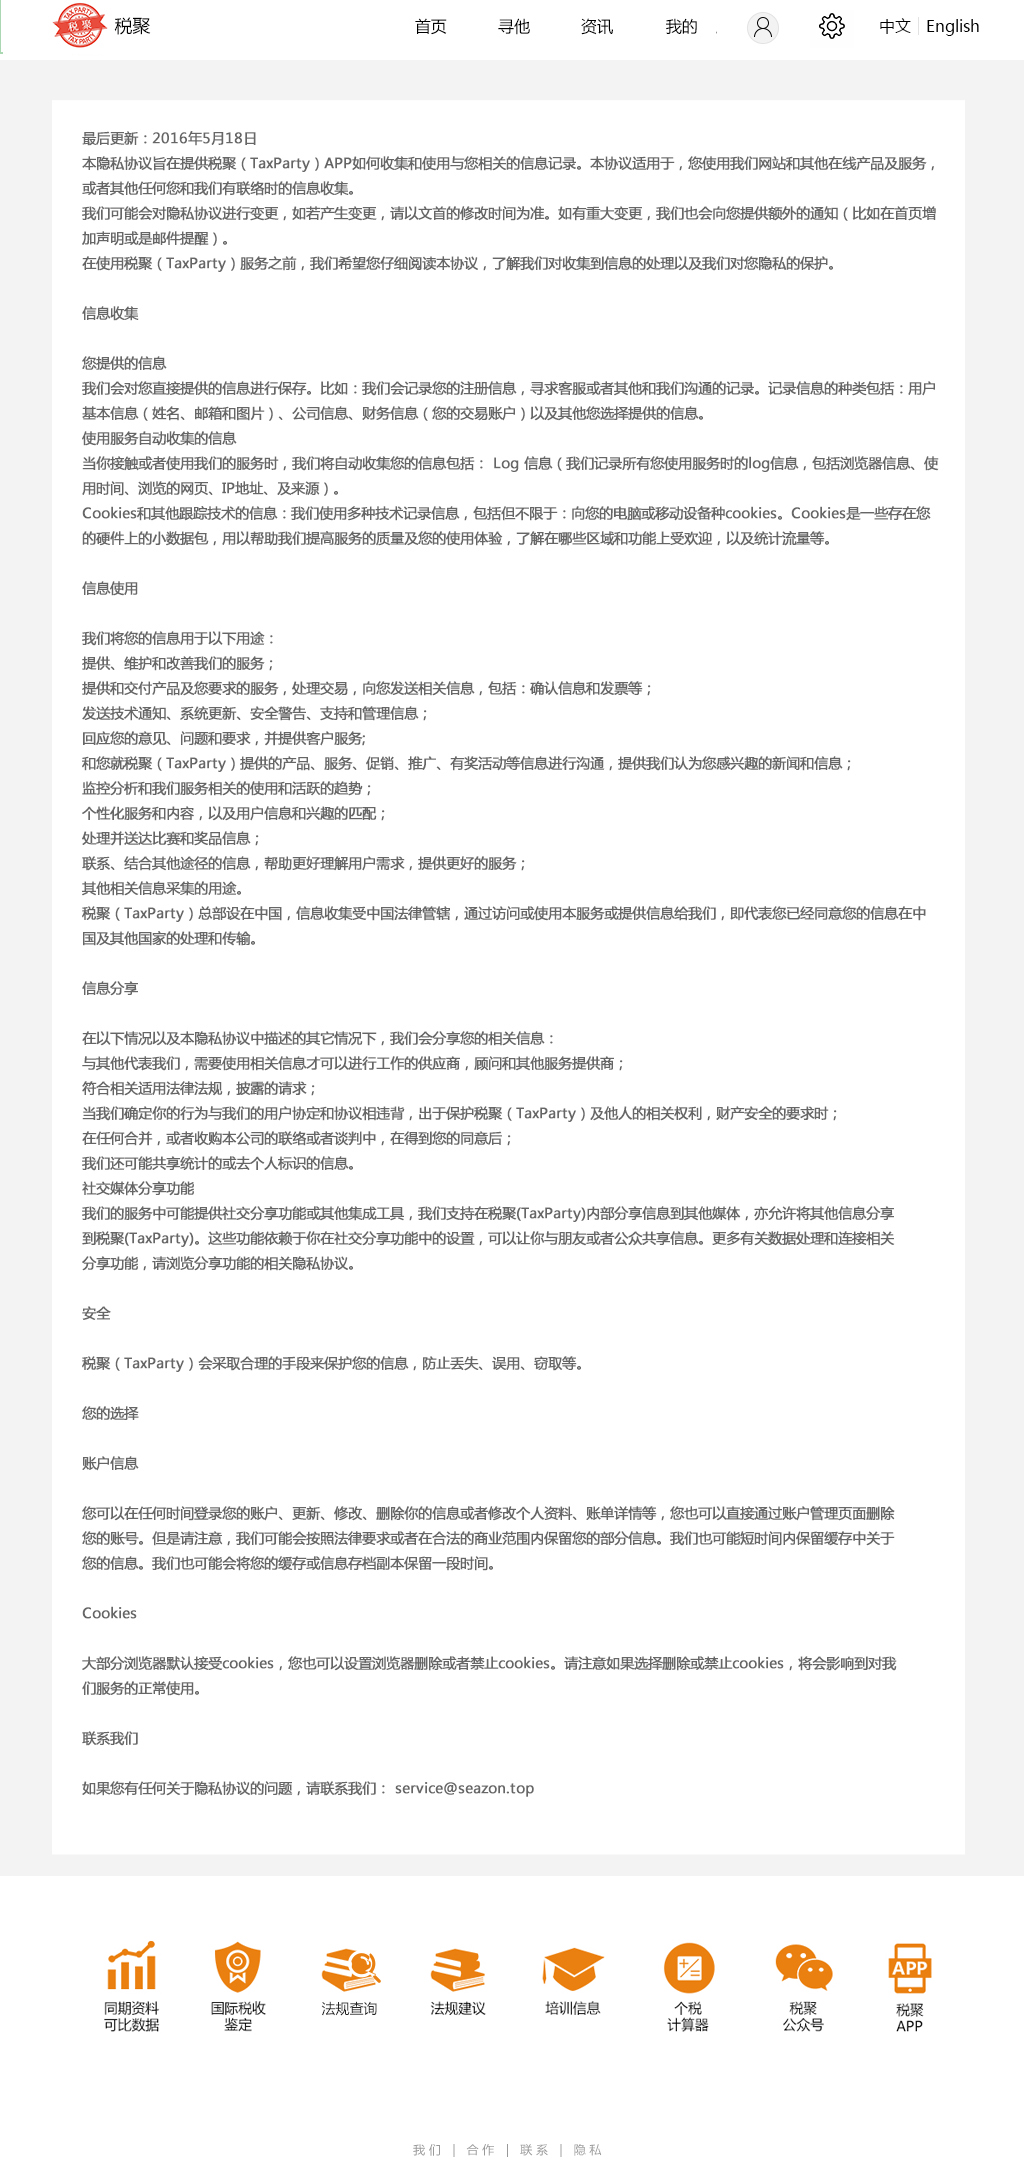 TAX PARTY
税 聚
TAX PARTY
税聚
首页 寻他 资讯 我的 中文 English
最后更新：2016年5月18日
本隐私协议旨在提供税聚（TaxParty）APP如何收集和使用与您相关的信息记录。本协议适用于，您使用我们网站和其他在线产品及服务，
或者其他任何您和我们有联络时的信息收集。
我们可能会对隐私协议进行变更，如若产生变更，请以文首的修改时间为准。如有重大变更，我们也会向您提供额外的通知（比如在首页增
加声明或是邮件提醒）。
在使用税聚（TaxParty）服务之前，我们希望您仔细阅读本协议，了解我们对收集到信息的处理以及我们对您隐私的保护。
信息收集
您提供的信息
我们会对您直接提供的信息进行保存。比如：我们会记录您的注册信息，寻求客服或者其他和我们沟通的记录。记录信息的种类包括：用户
基本信息（姓名、邮箱和图片）、公司信息、财务信息（您的交易账户）以及其他您选择提供的信息。
使用服务自动收集的信息
当你接触或者使用我们的服务时，我们将自动收集您的信息包括： Log 信息（我们记录所有您使用服务时的log信息，包括浏览器信息、使
用时间、浏览的网页、IP地址、及来源）。
Cookies和其他跟踪技术的信息：我们使用多种技术记录信息，包括但不限于：向您的电脑或移动设备种cookies。Cookies是一些存在您
的硬件上的小数据包，用以帮助我们提高服务的质量及您的使用体验，了解在哪些区域和功能上受欢迎，以及统计流量等。
信息使用
我们将您的信息用于以下用途：
提供、维护和改善我们的服务；
提供和交付产品及您要求的服务，处理交易，向您发送相关信息，包括：确认信息和发票等；
发送技术通知、系统更新、安全警告、支持和管理信息；
回应您的意见、问题和要求，并提供客户服务;
和您就税聚（TaxParty）提供的产品、服务、促销、推广、有奖活动等信息进行沟通，提供我们认为您感兴趣的新闻和信息；
监控分析和我们服务相关的使用和活跃的趋势；
个性化服务和内容，以及用户信息和兴趣的匹配；
处理并送达比赛和奖品信息；
联系、结合其他途径的信息，帮助更好理解用户需求，提供更好的服务；
其他相关信息采集的用途。
税聚（TaxParty）总部设在中国，信息收集受中国法律管辖，通过访问或使用本服务或提供信息给我们，即代表您已经同意您的信息在中
国及其他国家的处理和传输。
信息分享
在以下情况以及本隐私协议中描述的其它情况下，我们会分享您的相关信息：
与其他代表我们，需要使用相关信息才可以进行工作的供应商，顾问和其他服务提供商；
符合相关适用法律法规，披露的请求；
当我们确定你的行为与我们的用户协定和协议相违背，出于保护税聚（TaxParty）及他人的相关权利，财产安全的要求时；
在任何合并，或者收购本公司的联络或者谈判中，在得到您的同意后；
我们还可能共享统计的或去个人标识的信息。
社交媒体分享功能
我们的服务中可能提供社交分享功能或其他集成工具，我们支持在税聚(TaxParty)内部分享信息到其他媒体，亦允许将其他信息分享
到税聚(TaxParty)。这些功能依赖于你在社交分享功能中的设置，可以让你与朋友或者公众共享信息。更多有关数据处理和连接相关
分享功能，请浏览分享功能的相关隐私协议。
安全
税聚（TaxParty）会采取合理的手段来保护您的信息，防止丢失、误用、窃取等。
您的选择
账户信息
您可以在任何时间登录您的账户、更新、修改、删除你的信息或者修改个人资料、账单详情等，您也可以直接通过账户管理页面删除
您的账号。但是请注意，我们可能会按照法律要求或者在合法的商业范围内保留您的部分信息。我们也可能短时间内保留缓存中关于
您的信息。我们也可能会将您的缓存或信息存档副本保留一段时间。
Cookies
大部分浏览器默认接受cookies，您也可以设置浏览器删除或者禁止cookies。请注意如果选择删除或禁止cookies，将会影响到对我
们服务的正常使用。
联系我们
如果您有任何关于隐私协议的问题，请联系我们： service@seazon.top
APP
同期资料 国际税收 法规查询 法规建议 培训信息 个税 税聚 税聚
可比数据 鉴定 计算器 公众号 APP
我们 | 合作 | 联系 | 隐私